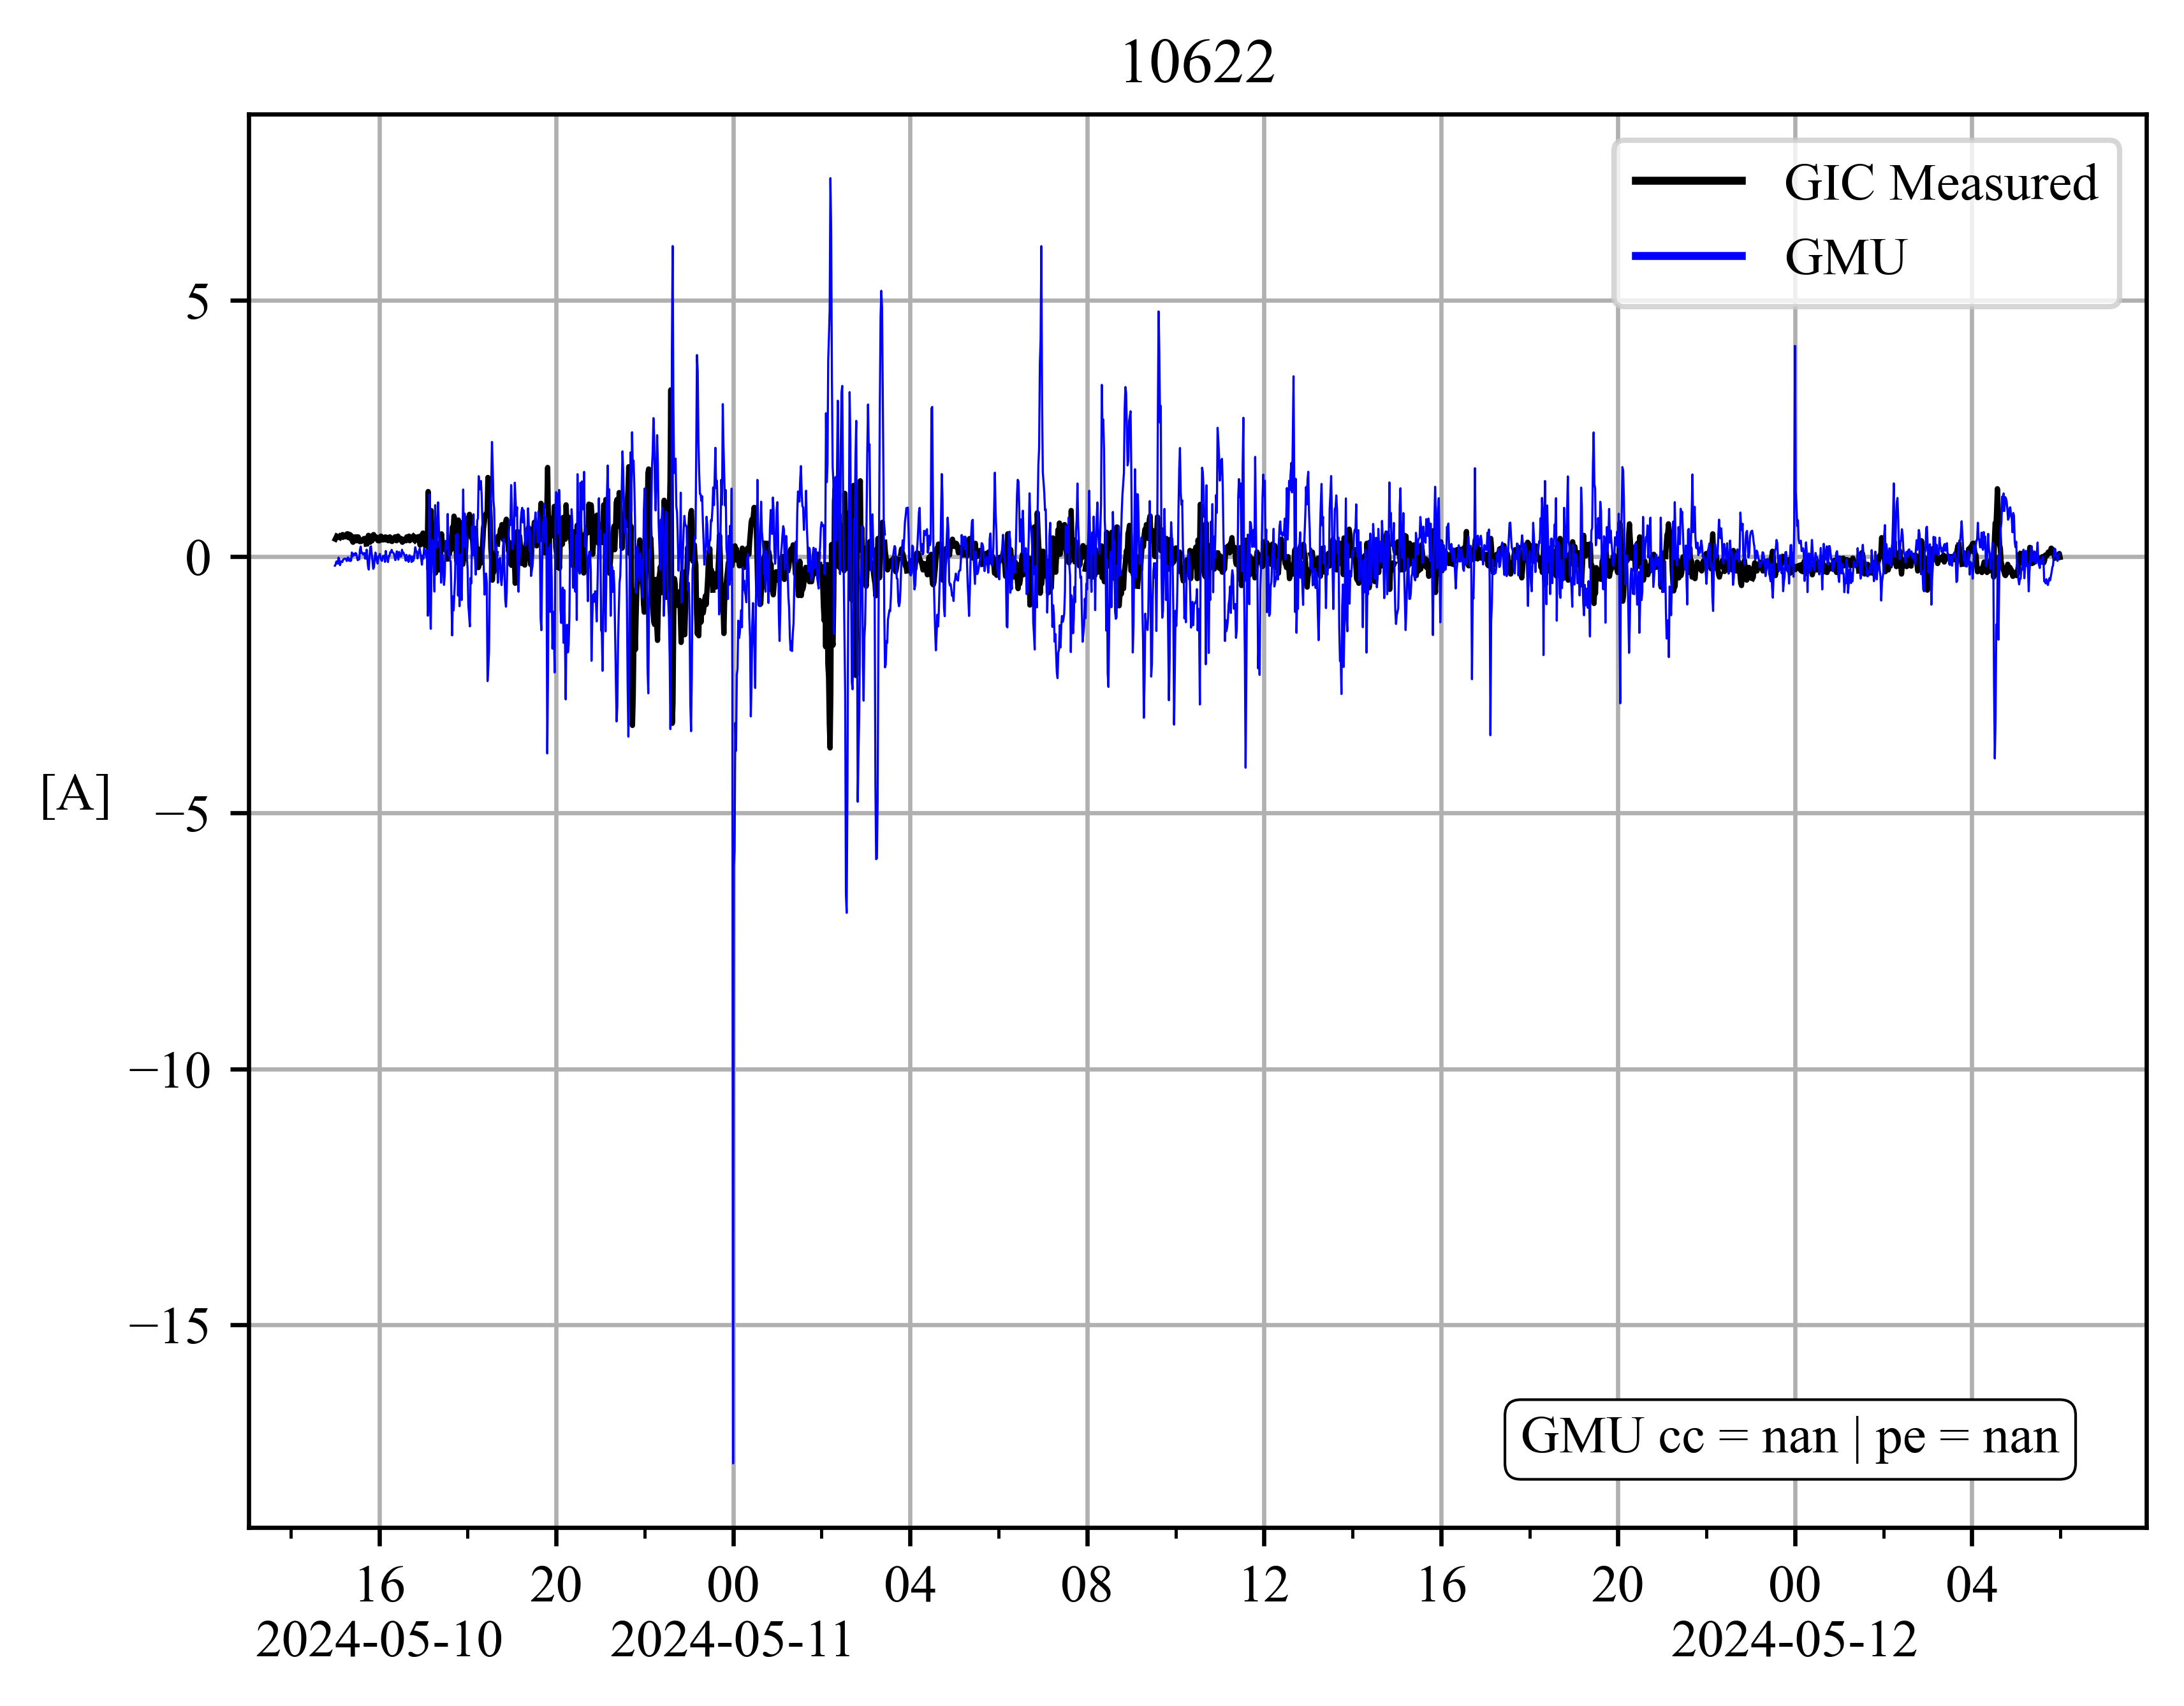 10622
GIC Measured
GMU
5
0
−5
−10
−15
[A]
GMU cc = nan | pe = nan
16 20 00 04 08 12 16 20 00 04
2024-05-10 2024-05-11 2024-05-12